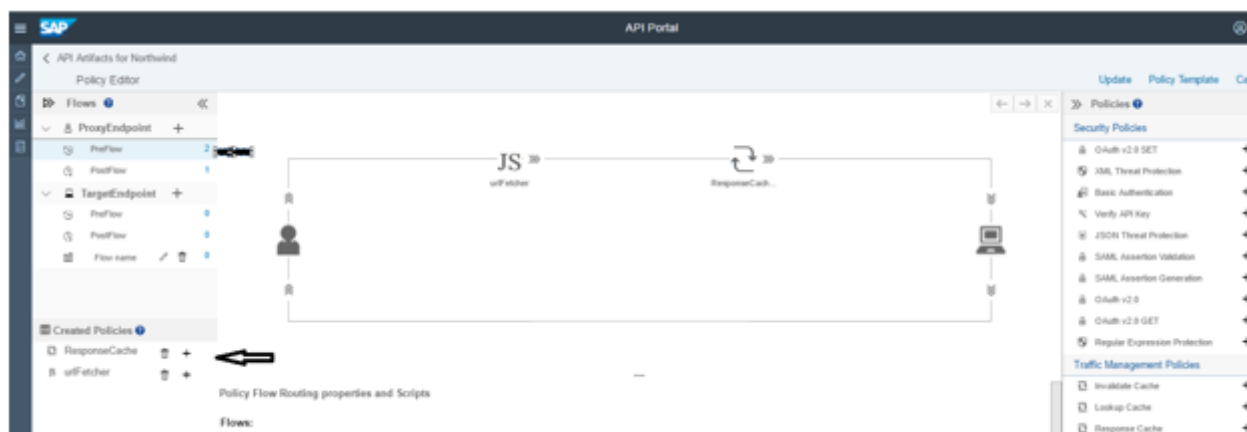 SAP
API Portal
API Artifacts for Northwind
Policy Editor
Update Policy Template
Flows
Policies
ProxyEndpoint
Security Policies
PreFlow 2
OAuth v2.0 SET
PostFlow 1
XML Threat Protection
TargetEndpoint
Basic Authentication
PreFlow 0
Verify API Key
PostFlow 0
JSON Threat Protection
Flow name 0
SAML Assertion Validation
SAML Assertion Generation
OAuth v2.0
OAuth v2.0 GET
Regular Expression Protection
JS
urlFetcher
ResponseCach...
Created Policies
ResponseCache
urlFetcher
Traffic Management Policies
Invalidate Cache
Lookup Cache
Response Cache
Policy Flow Routing properties and Scripts
Flows: